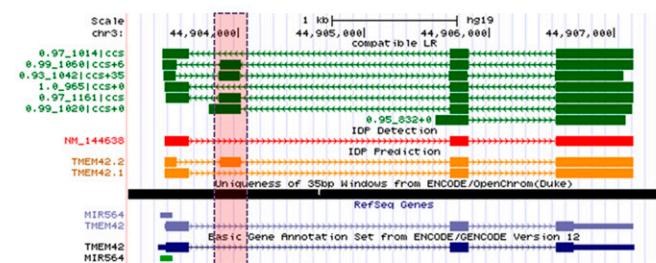 Scale 1 kb hg19
chr3: 44,904,000 44,905,000 44,906,000 44,907,000
compatible LR
0.97_1014|ccs
0.99_1060|ccs+6
0.93_1042|ccs+35
1.0_965|ccs+0
0.97_1161|ccs
0.99_1020|ccs+0
0.95_832+0
IDP Detection
NM_144638
IDP Prediction
TMEM42.2
TMEM42.1
Uniqueness of 35bp Windows from ENCODE/OpenChrom(Duke)
RefSeq Genes
MIR564
TMEM42
Basic Gene Annotation Set from ENCODE/GENCODE Version 12
TMEM42
MIR564